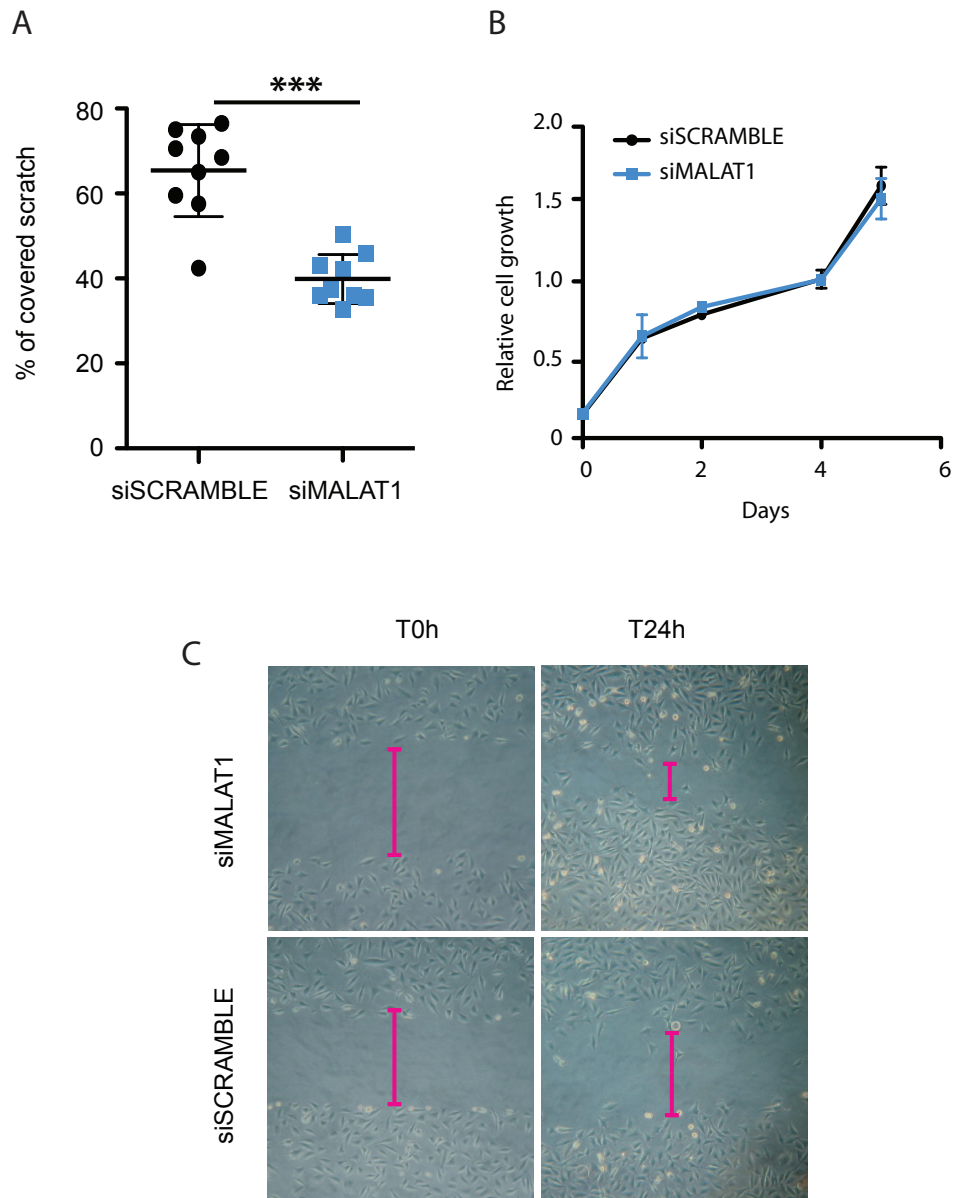 A
***
% of covered scratch
80
60
40
20
0
siSCRAMBLE siMALAT1
B
siSCRAMBLE
siMALAT1
Relative cell growth
2.0
1.5
1.0
0.5
0
0 2 4 6
Days
C
T0h T24h
siMALAT1
siSCRAMBLE